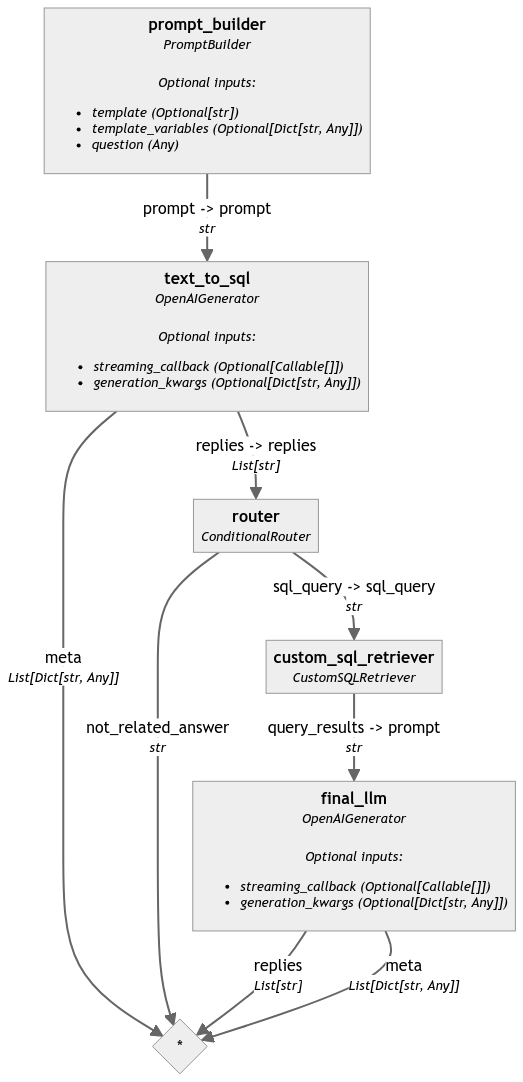 prompt_builder
PromptBuilder
Optional inputs:
• template (Optional[str])
• template_variables (Optional[Dict[str, Any]])
• question (Any)
prompt -> prompt
str
text_to_sql
OpenAIGenerator
Optional inputs:
• streaming_callback (Optional[Callable[]])
• generation_kwargs (Optional[Dict[str, Any]])
replies -> replies
List[str]
router
ConditionalRouter
sql_query -> sql_query
str
custom_sql_retriever
CustomSQLRetriever
meta
List[Dict[str, Any]]
not_related_answer
str
query_results -> prompt
str
final_llm
OpenAIGenerator
Optional inputs:
• streaming_callback (Optional[Callable[]])
• generation_kwargs (Optional[Dict[str, Any]])
replies
List[str]
meta
List[Dict[str, Any]]
*